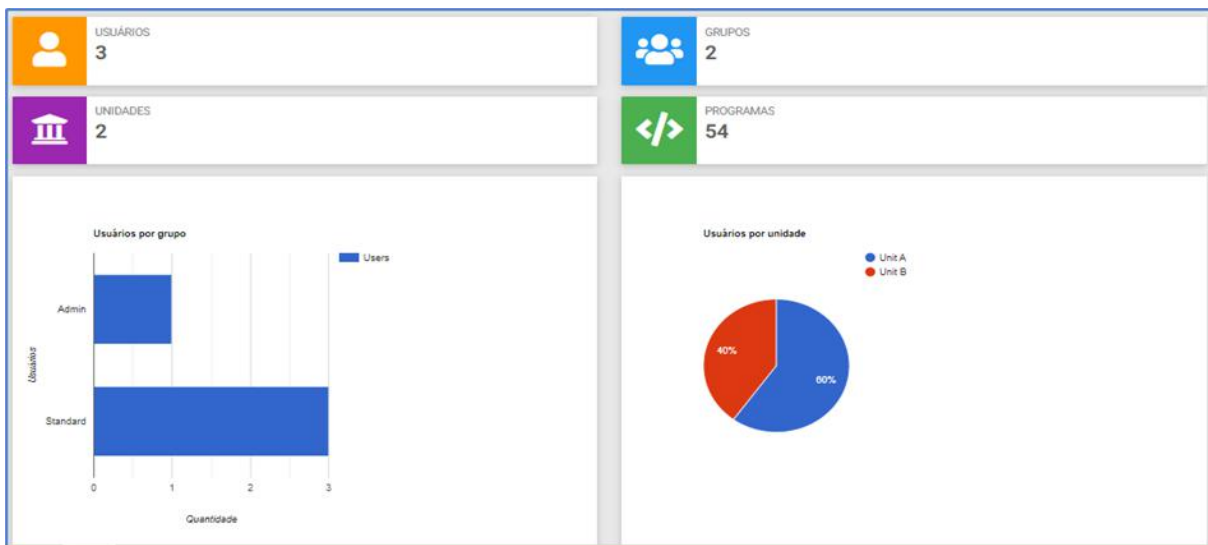 USUÁRIOS
3
GRUPOS
2
UNIDADES
2
PROGRAMAS
54
Usuários por grupo
Users
Admin
Usuários
Standard
0 1 2 3
Quantidade
Usuários por unidade
Unit A
Unit B
40%
60%